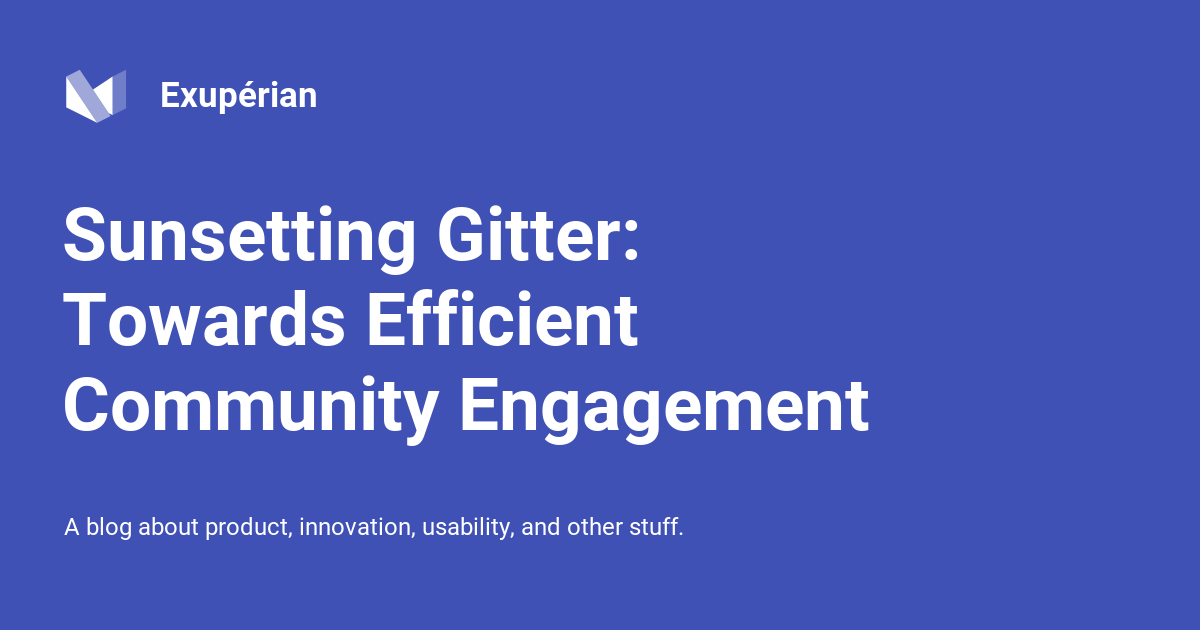 Exupérian
Sunsetting Gitter:
Towards Efficient
Community Engagement
A blog about product, innovation, usability, and other stuff.